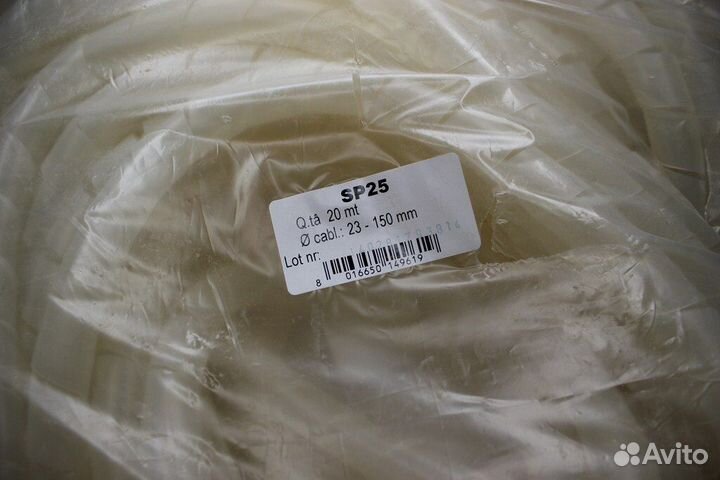 SP25
Q.tà 20 mt
Ø cabl.: 23 - 150 mm
Lot nr:
8 016650 149619
Avito